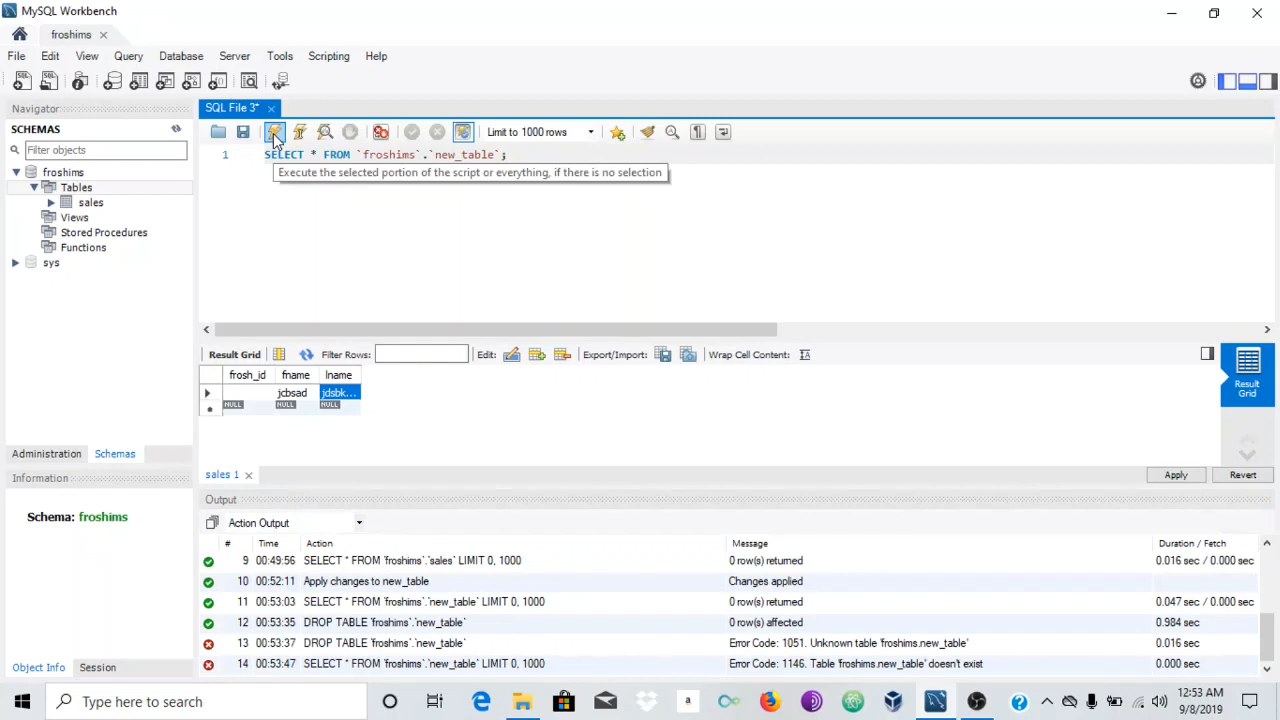 MySQL Workbench
froshims
File Edit View Query Database Server Tools Scripting Help
Navigator
SCHEMAS
Filter objects
froshims
Tables
sales
Views
Stored Procedures
Functions
sys
Administration Schemas
Information
Schema: froshims
Object Info Session
SQL File 3*
Limit to 1000 rows
1 SELECT * FROM `froshims`.`new_table`;
Execute the selected portion of the script or everything, if there is no selection
Result Grid Filter Rows: Edit: Export/Import: Wrap Cell Content:
frosh_id fname lname
jcbsad jdsbk...
NULL NULL NULL
Result Grid
sales 1
Apply Revert
Output
Action Output
# Time Action Message Duration / Fetch
9 00:49:56 SELECT * FROM `froshims`.`sales` LIMIT 0, 1000 0 row(s) returned 0.016 sec / 0.000 sec
10 00:52:11 Apply changes to new_table Changes applied
11 00:53:03 SELECT * FROM `froshims`.`new_table` LIMIT 0, 1000 0 row(s) returned 0.047 sec / 0.000 sec
12 00:53:35 DROP TABLE `froshims`.`new_table` 0 row(s) affected 0.984 sec
13 00:53:37 DROP TABLE `froshims`.`new_table` Error Code: 1051. Unknown table 'froshims.new_table' 0.016 sec
14 00:53:47 SELECT * FROM `froshims`.`new_table` LIMIT 0, 1000 Error Code: 1146. Table 'froshims.new_table' doesn't exist 0.000 sec
Type here to search
12:53 AM
9/8/2019